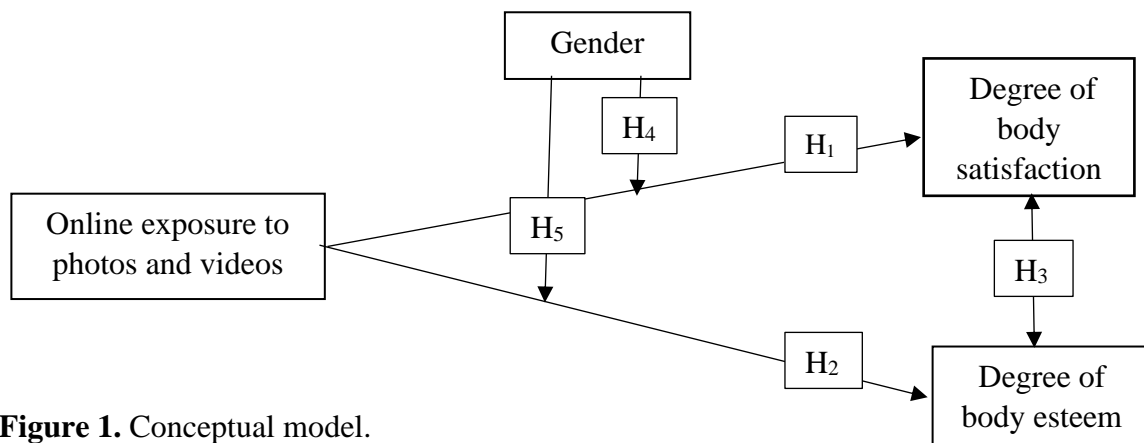 Gender
H₄
H₁
Degree of
body
satisfaction
Online exposure to
photos and videos
H₅
H₃
H₂
Degree of
body esteem
Figure 1. Conceptual model.